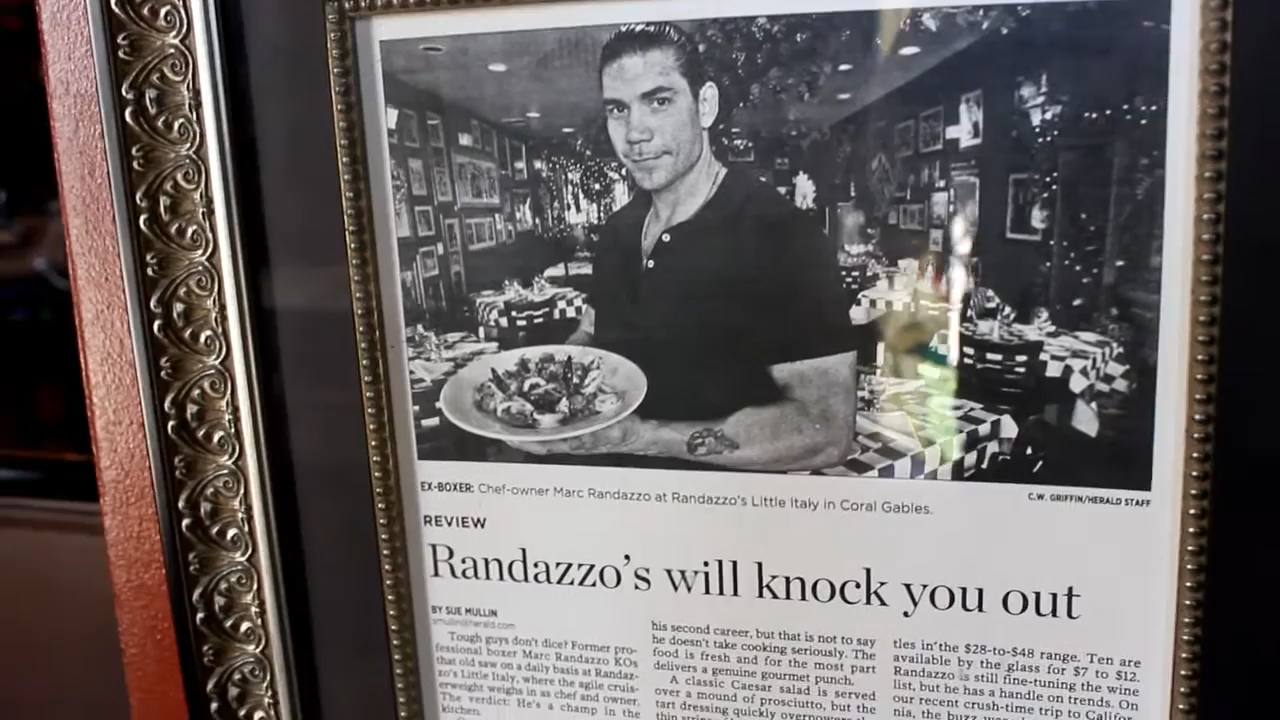 EX-BOXER: Chef-owner Marc Randazzo at Randazzo's Little Italy in Coral Gables.
C.W. GRIFFIN/HERALD STAFF
REVIEW
Randazzo's will knock you out
BY SUE MULLIN
smullin@herald.com
Tough guys don't dice? Former pro-
fessional boxer Marc Randazzo KOs
that old saw on a daily basis at Randaz-
zo's Little Italy, where the agile cruis-
erweight weighs in as chef and owner.
The verdict: He's a champ in the
kitchen.
his second career, but that is not to say
he doesn't take cooking seriously. The
food is fresh and for the most part
delivers a genuine gourmet punch.
A classic Caesar salad is served
over a mound of prosciutto, but the
tart dressing quickly overpowers
thin
tles in the $28-to-$48 range. Ten are
available by the glass for $7 to $12.
Randazzo is still fine-tuning the wine
list, but he has a handle on trends. On
our recent crush-time trip to Califor-
nia, the buzz